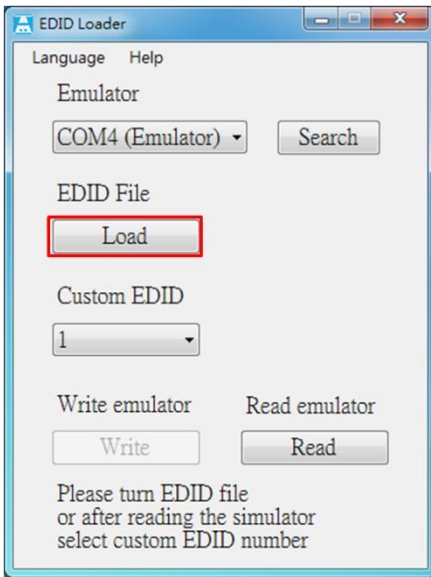 EDID Loader
Language Help
Emulator
COM4 (Emulator) Search
EDID File
Load
Custom EDID
1
Write emulator Read emulator
Write Read
Please turn EDID file
or after reading the simulator
select custom EDID number